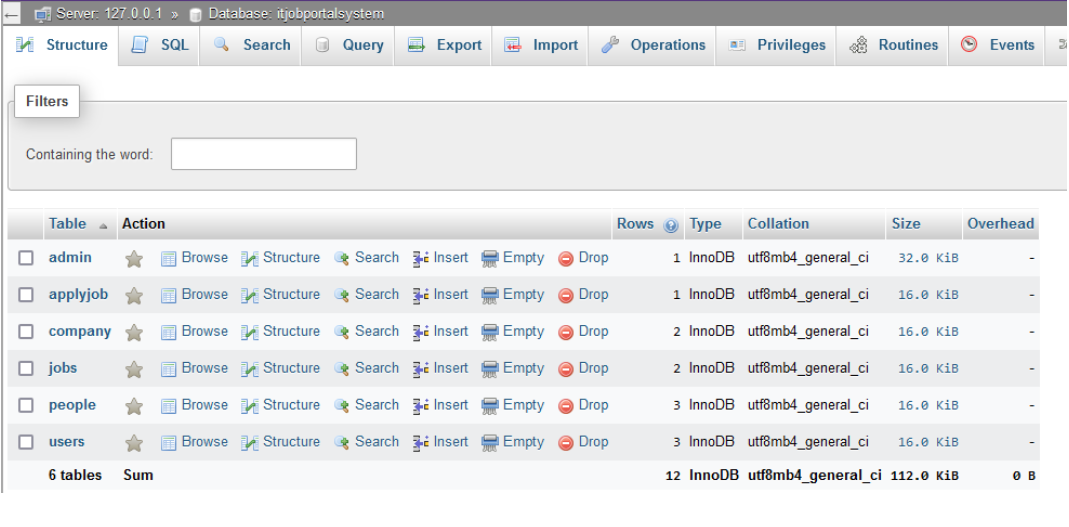 Server: 127.0.0.1 » Database: itjobportalsystem
Structure SQL Search Query Export Import Operations Privileges Routines Events
Filters
Containing the word:
Table Action Rows Type Collation Size Overhead
admin Browse Structure Search Insert Empty Drop 1 InnoDB utf8mb4_general_ci 32.0 KiB -
applyjob Browse Structure Search Insert Empty Drop 1 InnoDB utf8mb4_general_ci 16.0 KiB -
company Browse Structure Search Insert Empty Drop 2 InnoDB utf8mb4_general_ci 16.0 KiB -
jobs Browse Structure Search Insert Empty Drop 2 InnoDB utf8mb4_general_ci 16.0 KiB -
people Browse Structure Search Insert Empty Drop 3 InnoDB utf8mb4_general_ci 16.0 KiB -
users Browse Structure Search Insert Empty Drop 3 InnoDB utf8mb4_general_ci 16.0 KiB -
6 tables Sum 12 InnoDB utf8mb4_general_ci 112.0 KiB 0 B